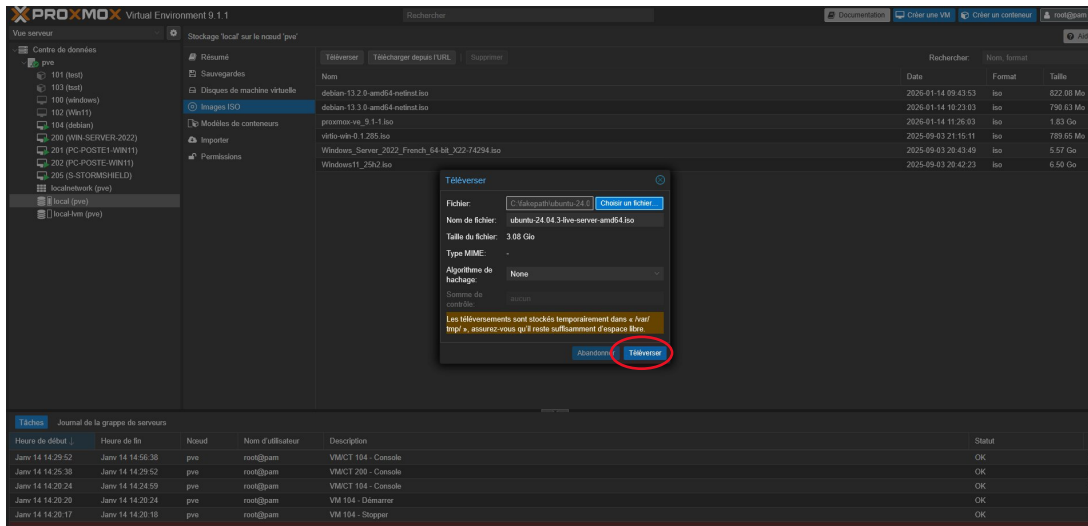 PROXMOX Virtual Environment 9.1.1
Rechercher
Documentation
Créer une VM
Créer un conteneur
root@pam
Vue serveur
Centre de données
pve
101 (test)
103 (tsst)
100 (windows)
102 (Win11)
104 (debian)
200 (WIN-SERVER-2022)
201 (PC-POSTE1-WIN11)
202 (PC-POSTE-WIN11)
205 (S-STORMSHIELD)
localnetwork (pve)
local (pve)
local-lvm (pve)
Stockage 'local' sur le nœud 'pve'
Aid
Résumé
Sauvegardes
Disques de machine virtuelle
Images ISO
Modèles de conteneurs
Importer
Permissions
Téléverser Télécharger depuis l'URL Supprimer
Rechercher: Nom, format
Nom Date Format Taille
debian-13.2.0-amd64-netinst.iso 2026-01-14 09:43:53 iso 822.08 Mo
debian-13.3.0-amd64-netinst.iso 2026-01-14 10:23:03 iso 790.63 Mo
proxmox-ve_9.1-1.iso 2026-01-14 11:26:03 iso 1.83 Go
virtio-win-0.1.285.iso 2025-09-03 21:15:11 iso 789.65 Mo
Windows_Server_2022_French_64-bit_X22-74294.iso 2025-09-03 20:43:49 iso 5.57 Go
Windows11_25h2.iso 2025-09-03 20:42:23 iso 6.50 Go
Téléverser
Fichier: C:\fakepath\ubuntu-24.0 Choisir un fichier...
Nom de fichier: ubuntu-24.04.3-live-server-amd64.iso
Taille du fichier: 3.08 Gio
Type MIME: -
Algorithme de hachage: None
Somme de contrôle: aucun
Les téléversements sont stockés temporairement dans « /var/
tmp/ », assurez-vous qu'il reste suffisamment d'espace libre.
Abandonner Téléverser
Tâches Journal de la grappe de serveurs
Heure de début ↓ Heure de fin Nœud Nom d'utilisateur Description Statut
Janv 14 14:29:52 Janv 14 14:56:38 pve root@pam VM/CT 104 - Console OK
Janv 14 14:25:38 Janv 14 14:29:52 pve root@pam VM/CT 200 - Console OK
Janv 14 14:20:24 Janv 14 14:24:59 pve root@pam VM/CT 104 - Console OK
Janv 14 14:20:20 Janv 14 14:20:24 pve root@pam VM 104 - Démarrer OK
Janv 14 14:20:17 Janv 14 14:20:18 pve root@pam VM 104 - Stopper OK